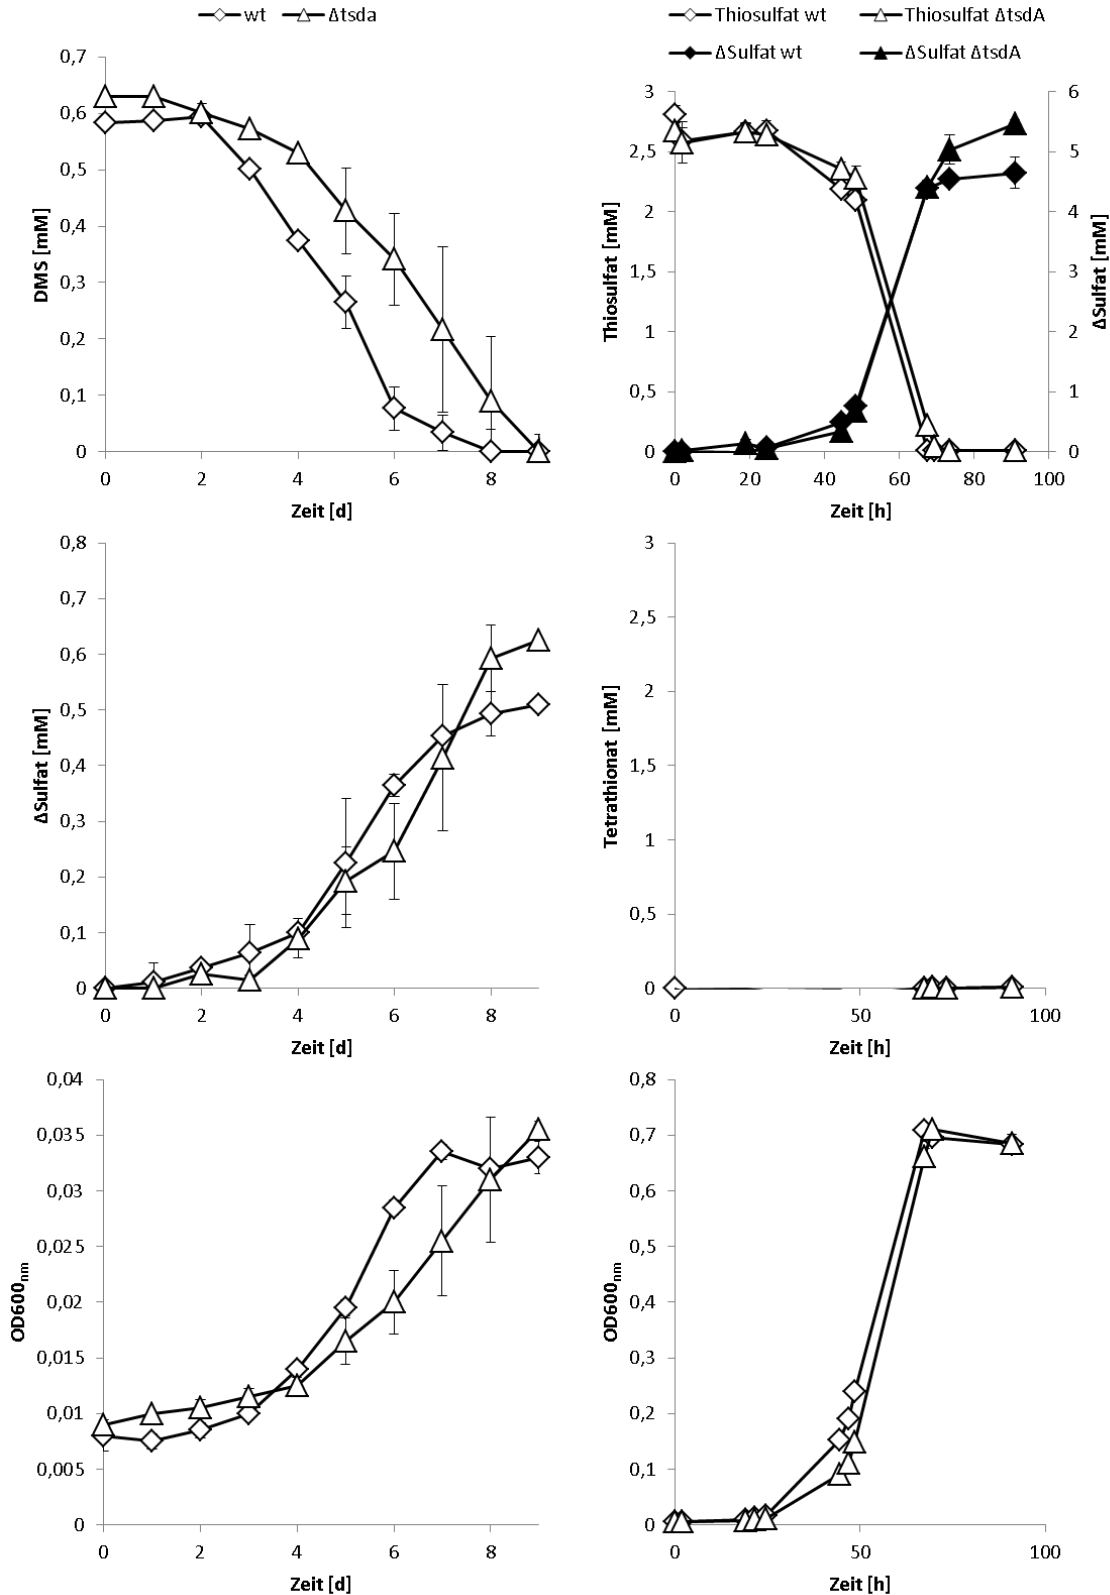 wt Δtsda
0,7
0,6
0,5
0,4
0,3
0,2
0,1
0
DMS [mM]
0 2 4 6 8
Zeit [d]
Thiosulfat wt Thiosulfat ΔtsdA
ΔSulfat wt ΔSulfat ΔtsdA
3
2,5
2
1,5
1
0,5
0
Thiosulfat [mM]
6
5
4
3
2
1
0
ΔSulfat [mM]
0 20 40 60 80 100
Zeit [h]
0,8
0,7
0,6
0,5
0,4
0,3
0,2
0,1
0
ΔSulfat [mM]
0 2 4 6 8
Zeit [d]
3
2,5
2
1,5
1
0,5
0
Tetrathionat [mM]
0 50 100
Zeit [h]
0,04
0,035
0,03
0,025
0,02
0,015
0,01
0,005
0
OD600nm
0 2 4 6 8
Zeit [d]
0,8
0,7
0,6
0,5
0,4
0,3
0,2
0,1
0
OD600nm
0 50 100
Zeit [h]